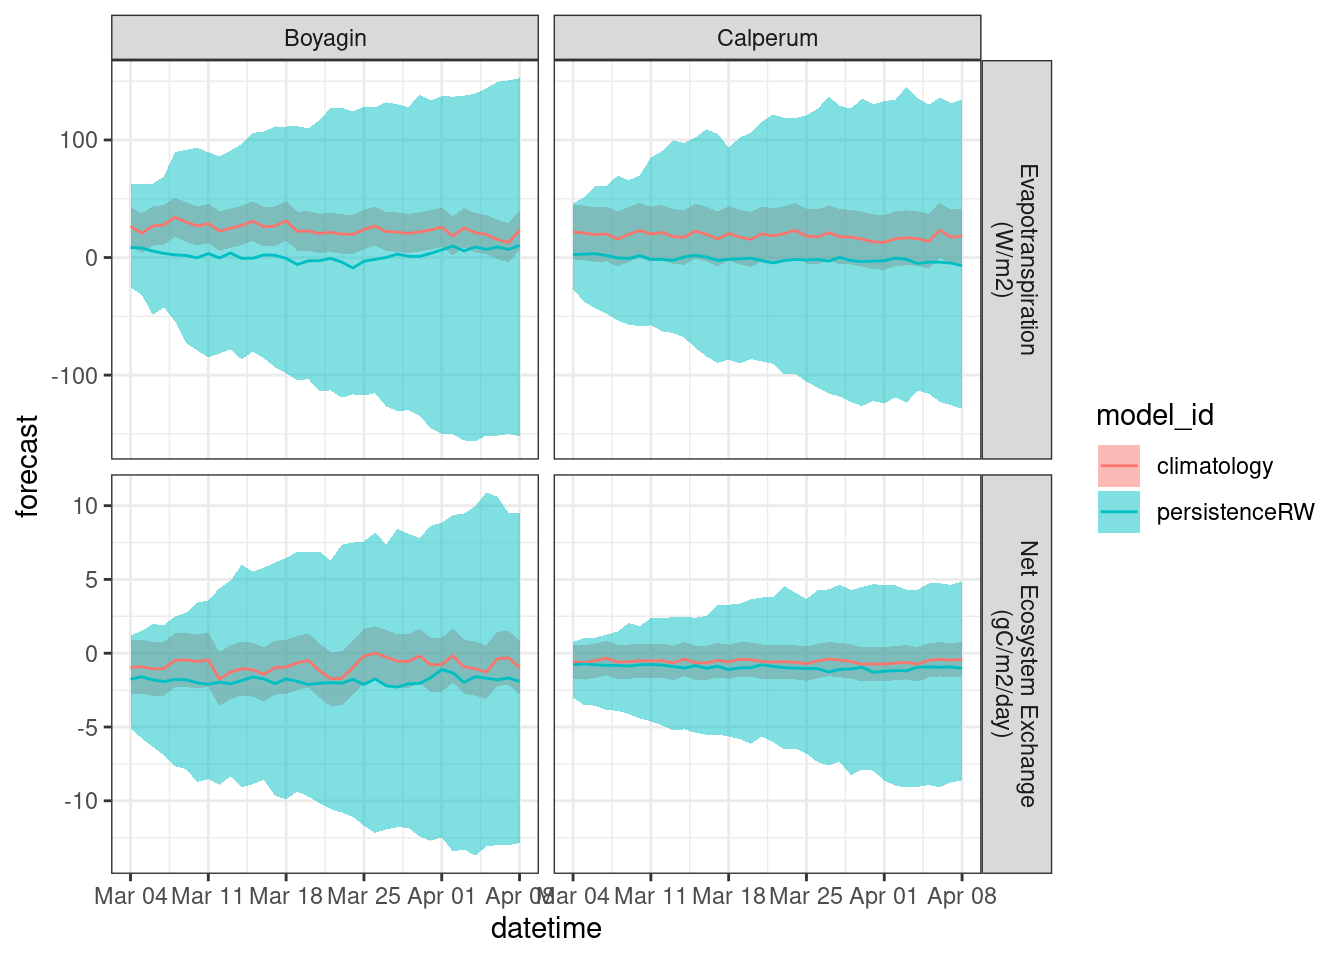 Boyagin
Calperum
100
0
-100
Evapotranspiration
(W/m2)
10
5
0
-5
-10
Net Ecosystem Exchange
(gC/m2/day)
forecast
Mar 04 Mar 11 Mar 18 Mar 25 Apr 01 Apr 08
Mar 04 Mar 11 Mar 18 Mar 25 Apr 01 Apr 08
datetime
model_id
climatology
persistenceRW